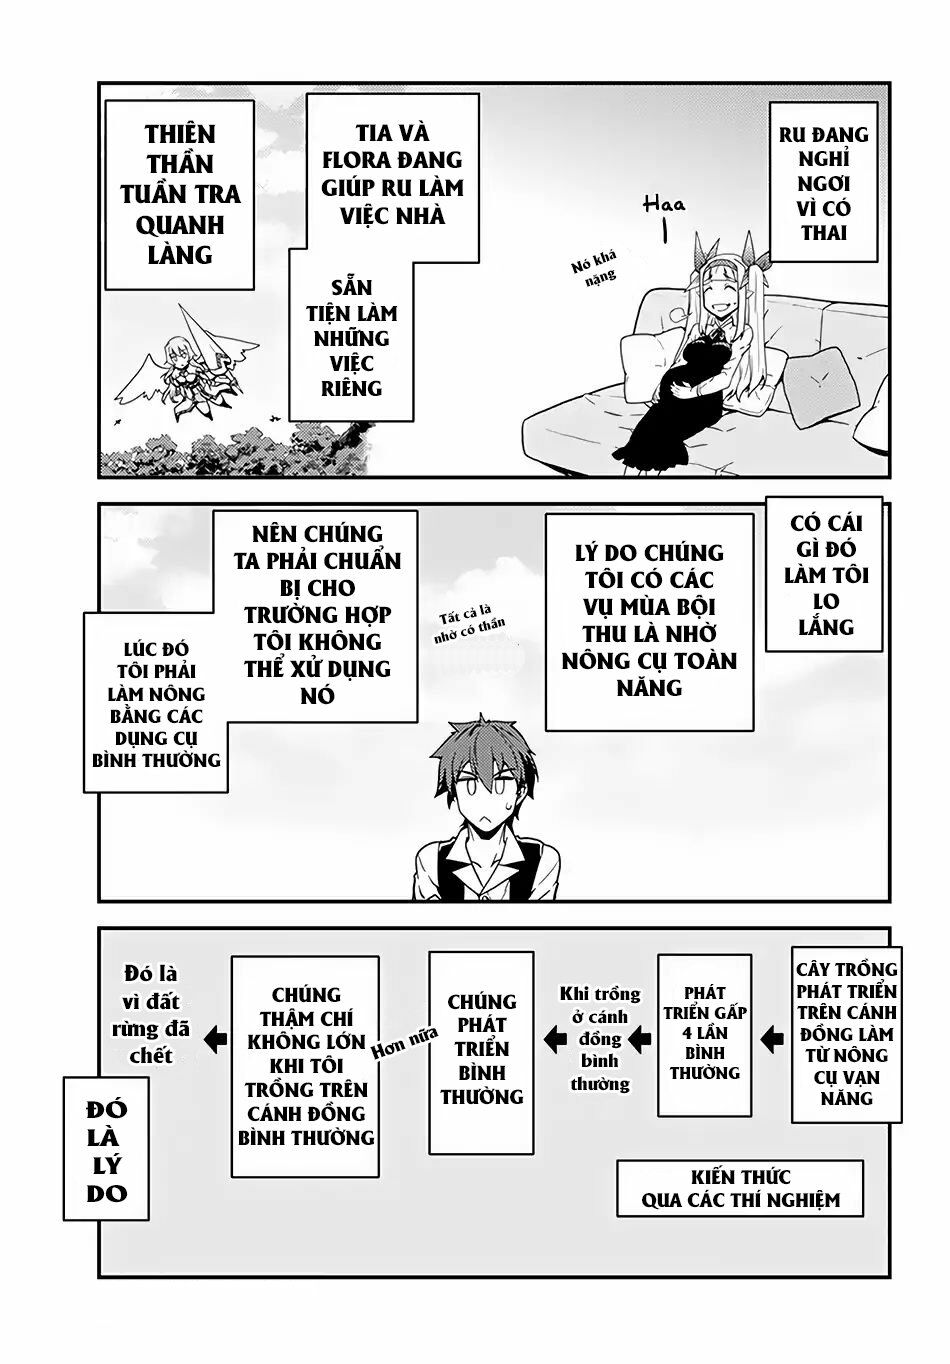 RU ĐANG
NGHỈ
NGƠI
VÌ CÓ
THAI
Haa
Nó khá
nặng
TIA VÀ
FLORA ĐANG
GIÚP RU LÀM
VIỆC NHÀ
SẴN
TIỆN LÀM
NHỮNG
VIỆC
RIÊNG
THIÊN
THẦN
TUẦN TRA
QUANH
LÀNG
CÓ CÁI
GÌ ĐÓ
LÀM TÔI
LO
LẮNG
LÝ DO CHÚNG
TÔI CÓ CÁC
VỤ MÙA BỘI
THU LÀ NHỜ
NÔNG CỤ TOÀN
NĂNG
Tất cả là
nhờ có thần
NÊN CHÚNG
TA PHẢI CHUẨN
BỊ CHO
TRƯỜNG HỢP
TÔI KHÔNG
THỂ XỬ DỤNG
NÓ
LÚC ĐÓ
TÔI PHẢI
LÀM NÔNG
BẰNG CÁC
DỤNG CỤ
BÌNH THƯỜNG
KIẾN THỨC
QUA CÁC THÍ NGHIỆM
CÂY TRỒNG
PHÁT TRIỂN
TRÊN CÁNH
ĐỒNG LÀM
TỪ NÔNG
CỤ VẠN
NĂNG
PHÁT
TRIỂN GẤP
4 LẦN
BÌNH
THƯỜNG
Khi trồng
ở cánh
đồng
bình
thường
CHÚNG
PHÁT
TRIỂN
BÌNH
THƯỜNG
Hơn nữa
CHÚNG
THẬM CHÍ
KHÔNG LỚN
KHI TÔI
TRỒNG TRÊN
CÁNH ĐỒNG
BÌNH THƯỜNG
Đó là
vì đất
rừng đã
chết
ĐÓ
LÀ
LÝ
DO